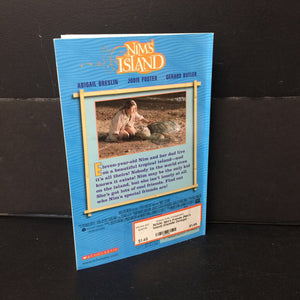 NIM'S
ISLAND
ABIGAIL BRESLIN JODIE FOSTER GERARD BUTLER
Eleven-year-old Nim and her dad live
on a beautiful tropical island—and
it's all theirs! Nobody in the world even
knows it exists! Nim may be the only kid
on the island, but she isn't lonely at all.
She's got lots of real friends. Find out
who Nim's special friends are!
SCHOLASTIC